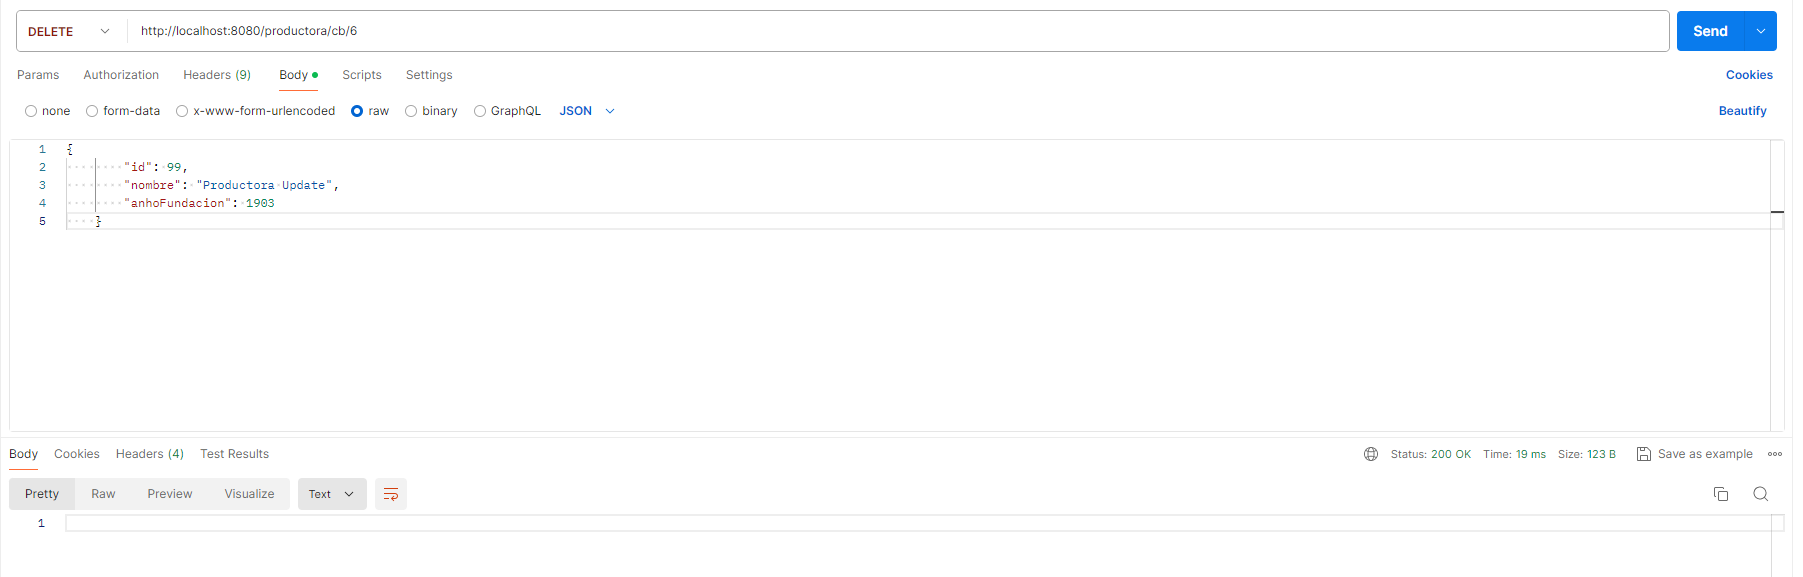 DELETE http://localhost:8080/productora/cb/6 Send
Params Authorization Headers (9) Body Scripts Settings Cookies
none form-data x-www-form-urlencoded raw binary GraphQL JSON Beautify
1 {
2 "id": 99,
3 "nombre": "Productora Update",
4 "anhoFundacion": 1903
5 }
Body Cookies Headers (4) Test Results Status: 200 OK Time: 19 ms Size: 123 B Save as example
Pretty Raw Preview Visualize Text
1